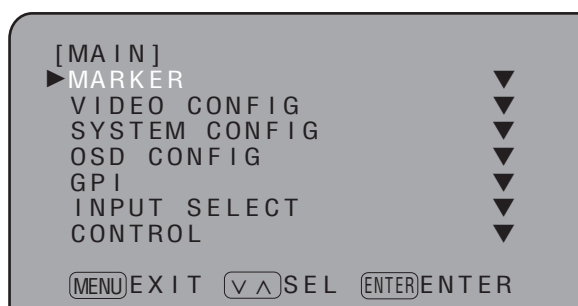 [MAIN]
▶MARKER ▼
VIDEO CONFIG ▼
SYSTEM CONFIG ▼
OSD CONFIG ▼
GPI ▼
INPUT SELECT ▼
CONTROL ▼
MENU EXIT ∨ ∧ SEL ENTER ENTER